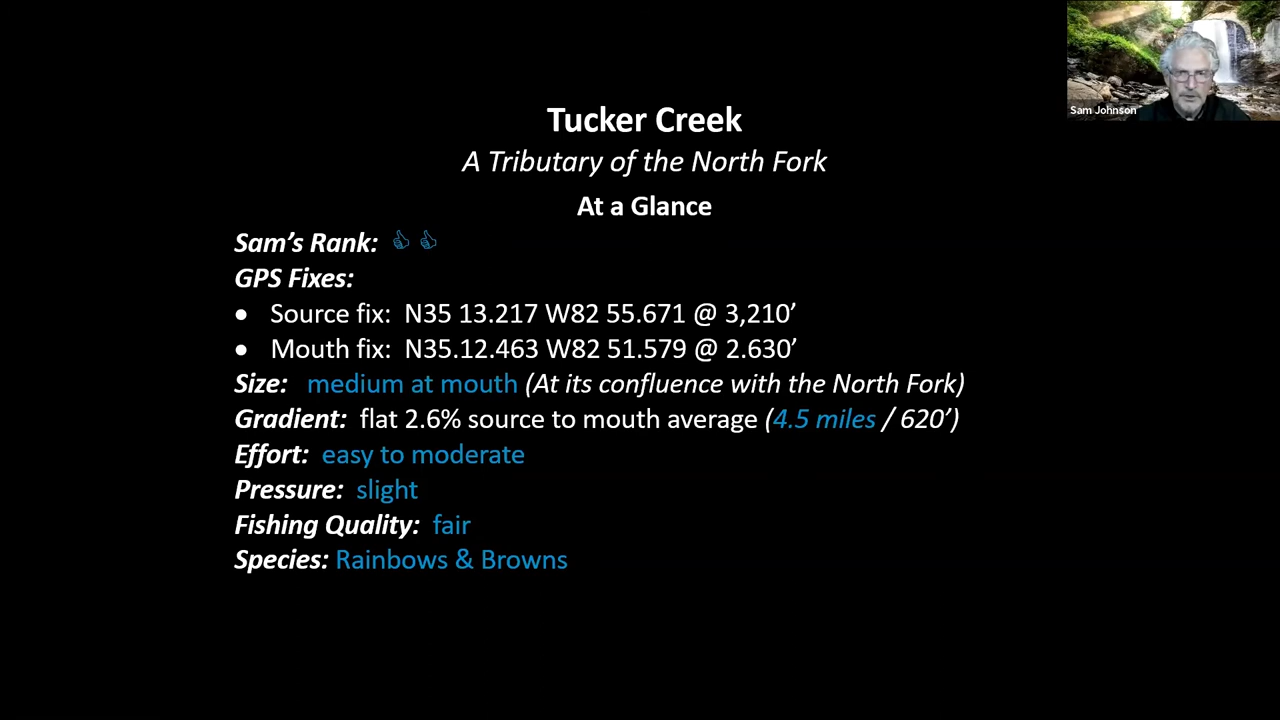 Sam Johnson
Tucker Creek
A Tributary of the North Fork
At a Glance
Sam's Rank: 👍 👍
GPS Fixes:
• Source fix: N35 13.217 W82 55.671 @ 3,210'
• Mouth fix: N35.12.463 W82 51.579 @ 2.630'
Size: medium at mouth (At its confluence with the North Fork)
Gradient: flat 2.6% source to mouth average (4.5 miles / 620')
Effort: easy to moderate
Pressure: slight
Fishing Quality: fair
Species: Rainbows & Browns